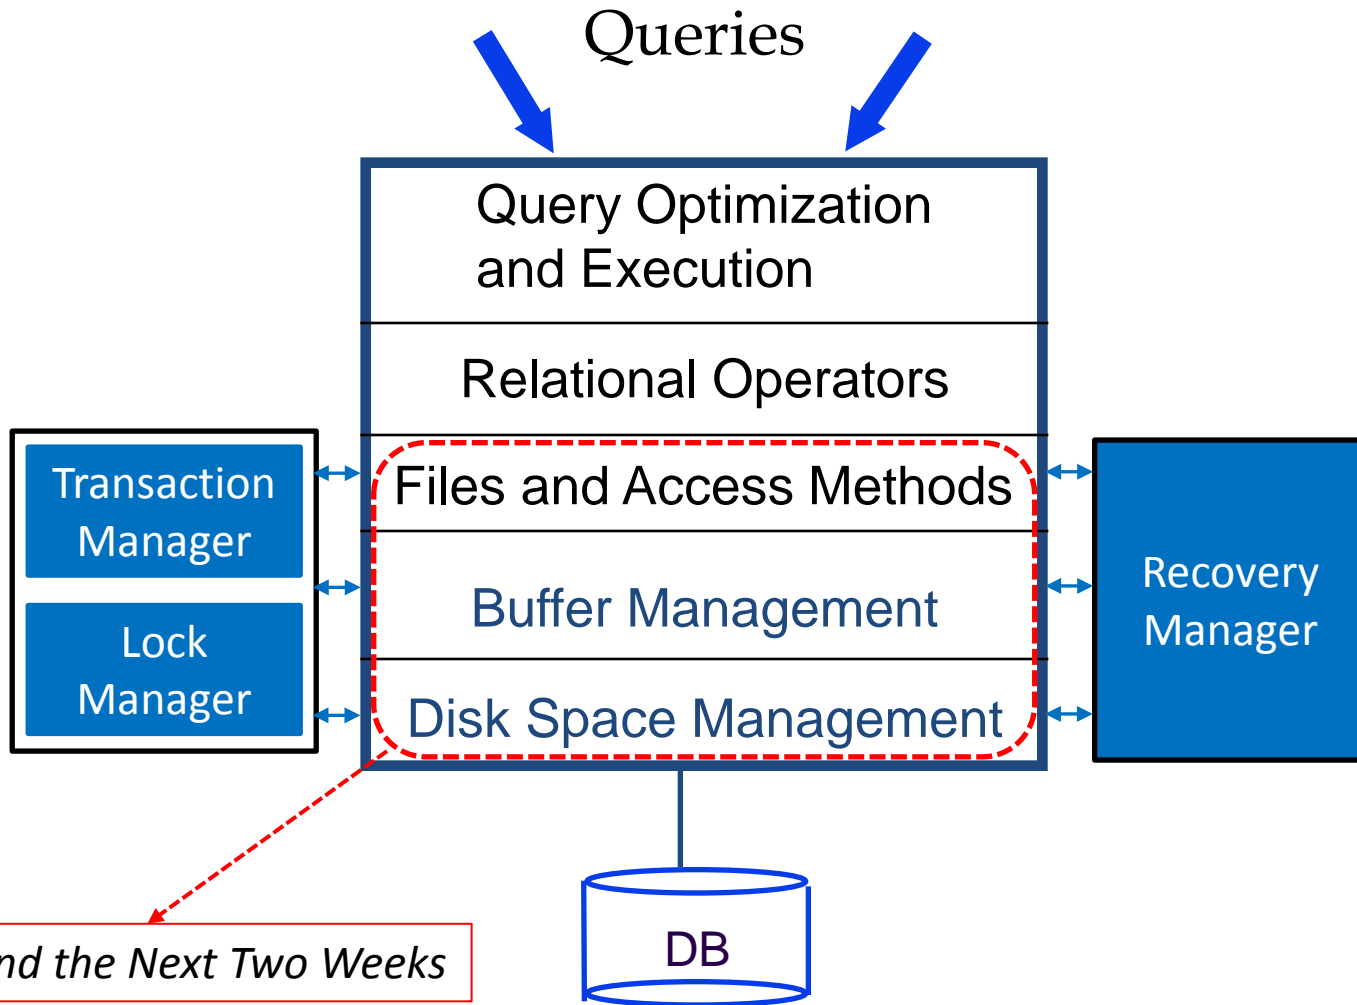 Queries
Query Optimization
and Execution
Relational Operators
Files and Access Methods
Buffer Management
Disk Space Management
Transaction
Manager
Lock
Manager
Recovery
Manager
DB
the Next Two Weeks